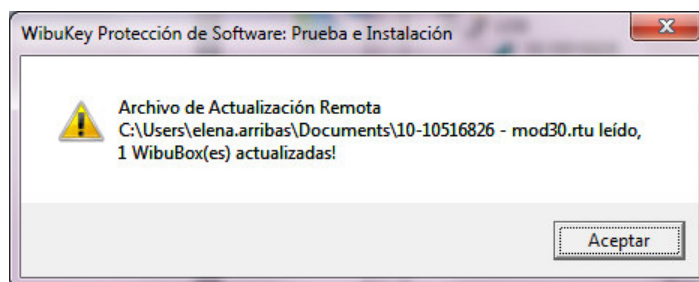 WibuKey Protección de Software: Prueba e Instalación
Archivo de Actualización Remota
C:\Users\elena.arribas\Documents\10-10516826 - mod30.rtu leído,
1 WibuBox(es) actualizadas!
Aceptar